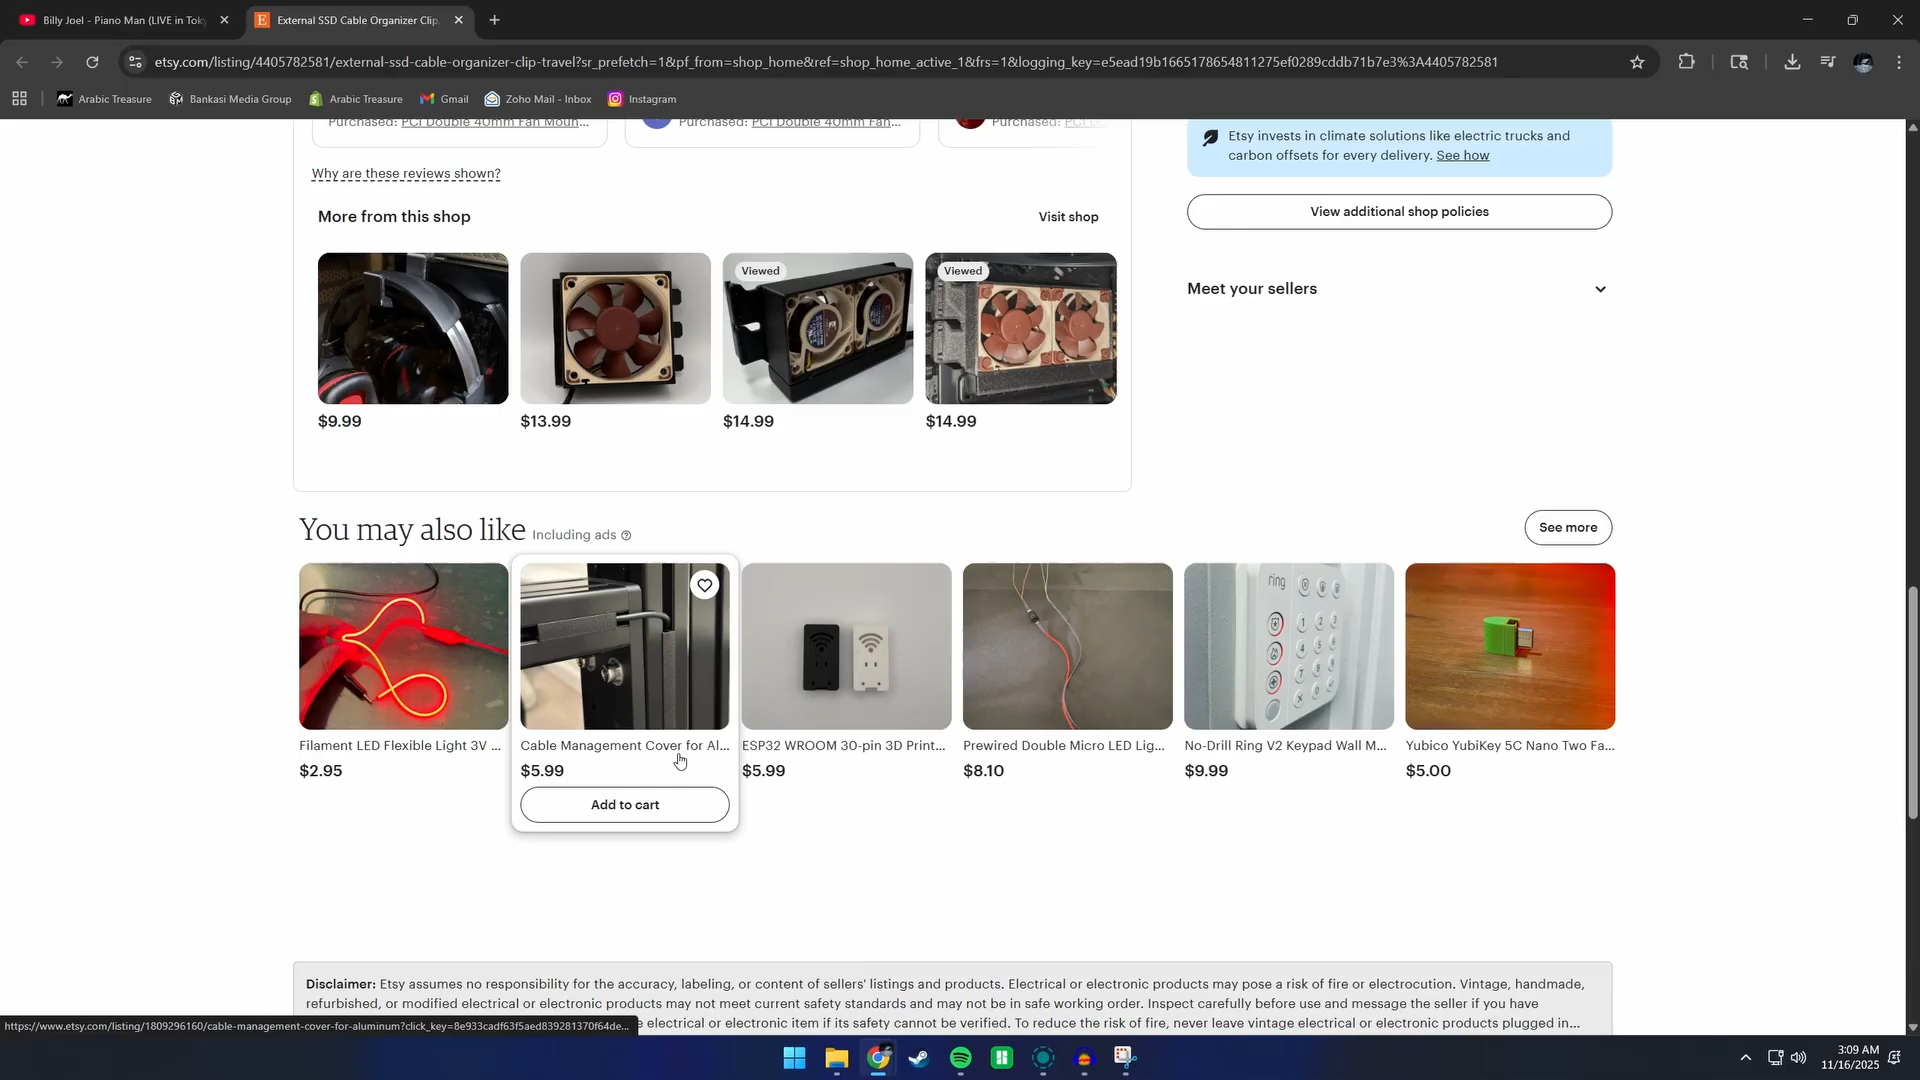 Billy Joel - Piano Man (LIVE in Toky
External SSD Cable Organizer Clip,
etsy.com/listing/4405782581/external-ssd-cable-organizer-clip-travel?sr_prefetch=1&pf_from=shop_home&ref=shop_home_active_1&frs=1&logging_key=e5ead19b1665178654811275ef0289cddb71b7e3%3A4405782581
Arabic Treasure
Bankasi Media Group
Arabic Treasure
Gmail
Zoho Mail - Inbox
Instagram
Purchased: PCI Double 40mm Fan Moun...
Purchased: PCI Double 40mm Fan...
Purchased: PCI D
Why are these reviews shown?
Etsy invests in climate solutions like electric trucks and
carbon offsets for every delivery. See how
View additional shop policies
Meet your sellers
More from this shop
Visit shop
Viewed
Viewed
$9.99
$13.99
$14.99
$14.99
You may also like Including ads
See more
ring
Filament LED Flexible Light 3V ...
$2.95
Cable Management Cover for Al...
$5.99
Add to cart
ESP32 WROOM 30-pin 3D Print...
$5.99
Prewired Double Micro LED Lig...
$8.10
No-Drill Ring V2 Keypad Wall M...
$9.99
Yubico YubiKey 5C Nano Two Fa...
$5.00
Disclaimer: Etsy assumes no responsibility for the accuracy, labeling, or content of sellers' listings and products. Electrical or electronic products may pose a risk of fire or electrocution. Vintage, handmade,
refurbished, or modified electrical or electronic products may not meet current safety standards and may not be in safe working order. Inspect carefully before use and message the seller if you have
e electrical or electronic item if its safety cannot be verified. To reduce the risk of fire, never leave vintage electrical or electronic products plugged in...
https://www.etsy.com/listing/1809296160/cable-management-cover-for-aluminum?click_key=8e933cadf63f5aed839281370f64de...
3:09 AM
11/16/2025